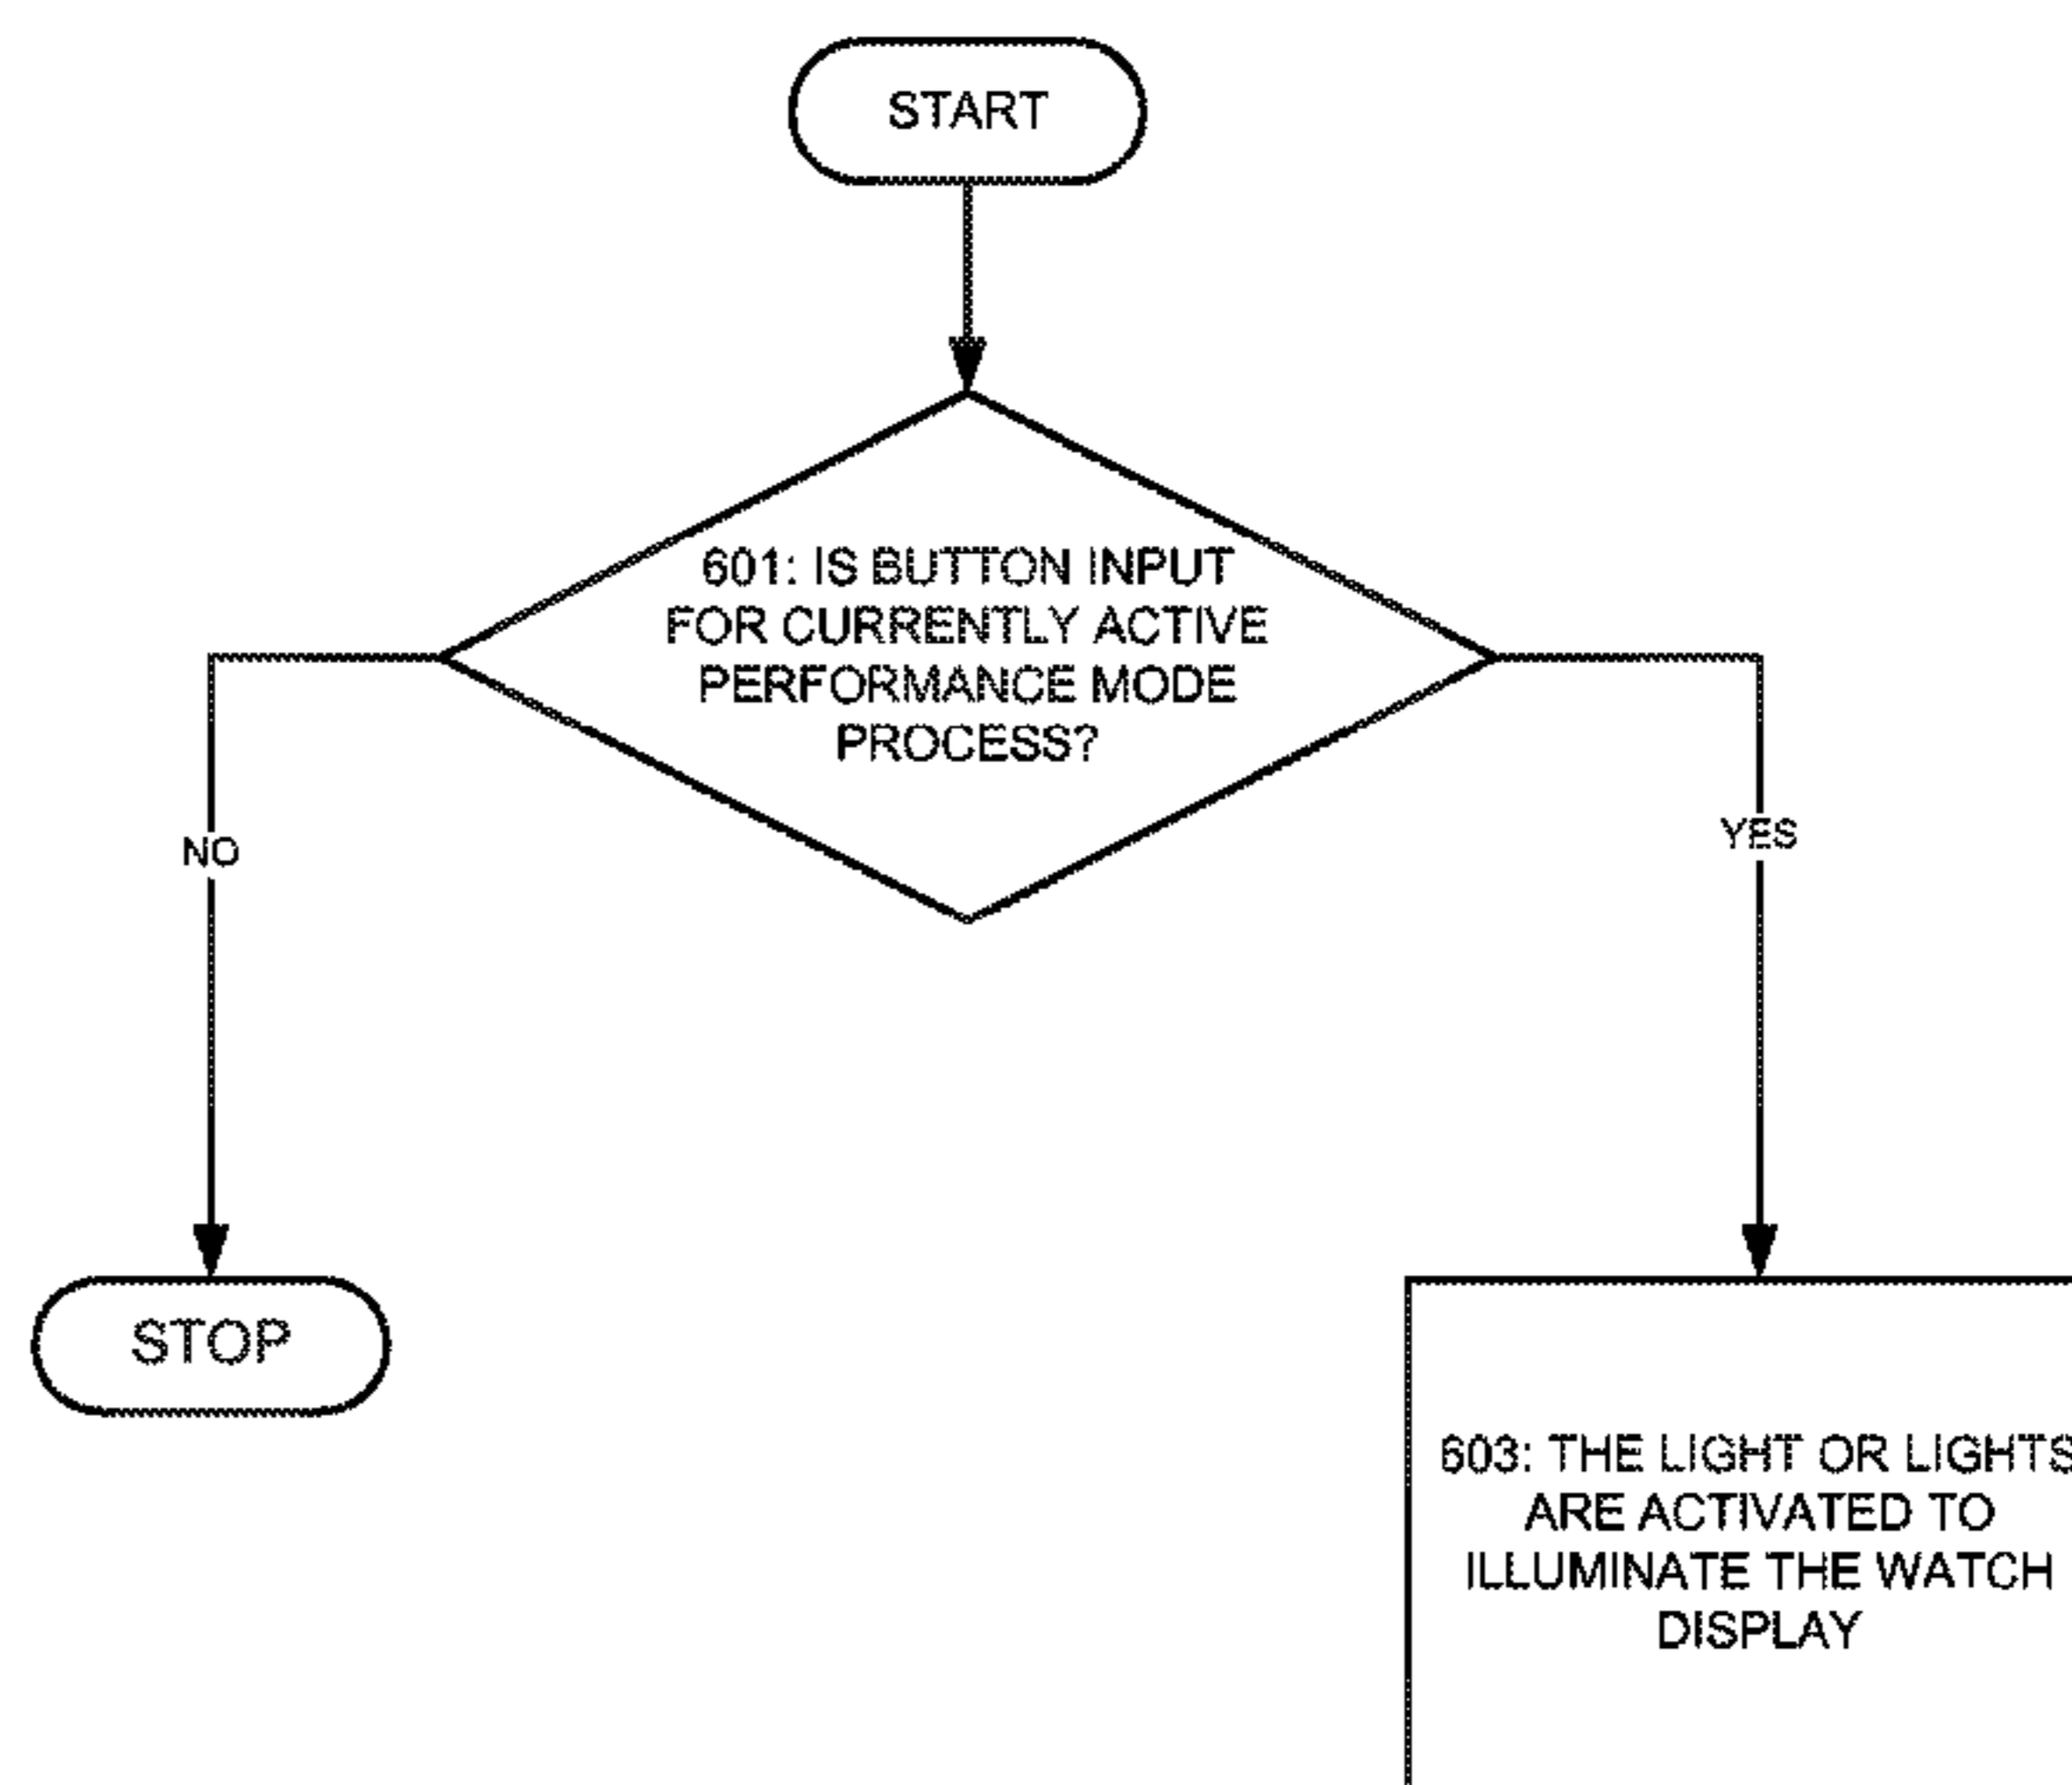 START
601: IS BUTTON INPUT
FOR CURRENTLY ACTIVE
PERFORMANCE MODE
PROCESS?
NO
YES
STOP
603: THE LIGHT OR LIGHTS
ARE ACTIVATED TO
ILLUMINATE THE WATCH
DISPLAY